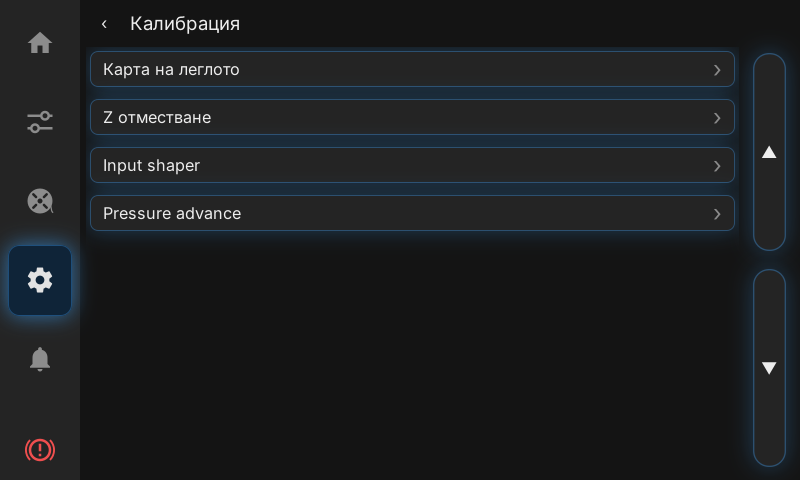 Калибрация
Карта на леглото
Z отместване
Input shaper
Pressure advance